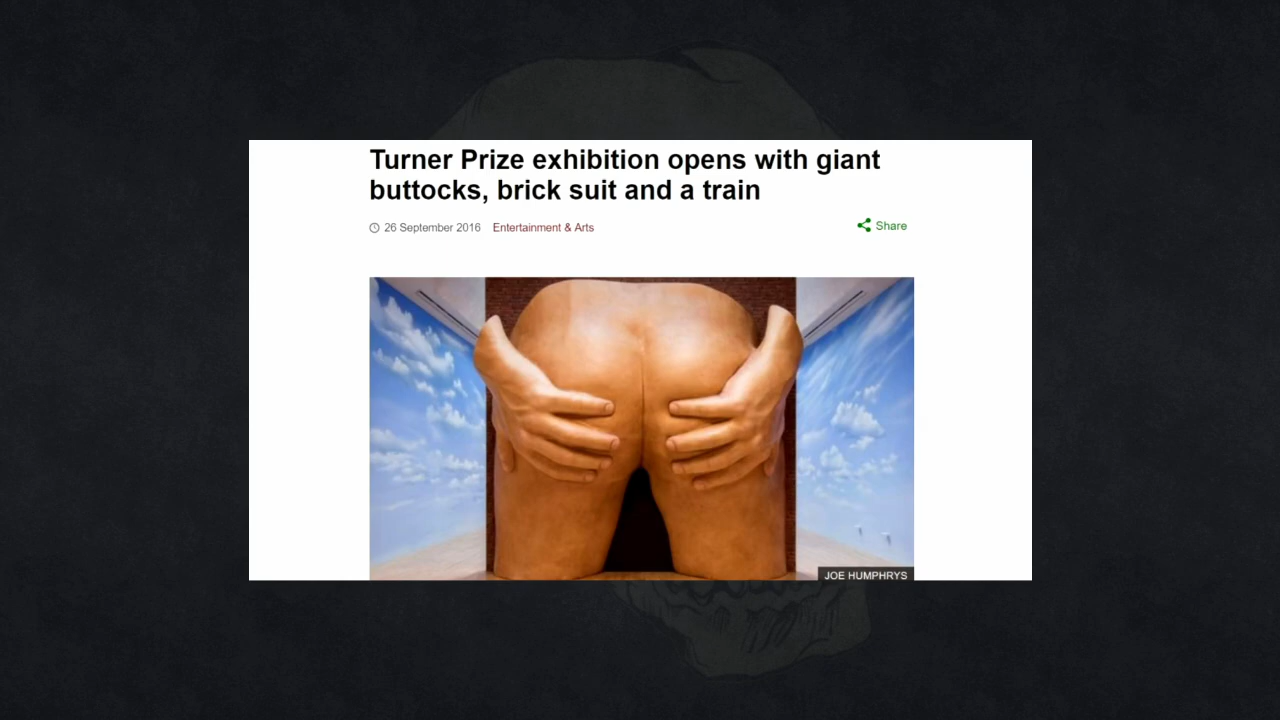 Turner Prize exhibition opens with giant
buttocks, brick suit and a train
26 September 2016 Entertainment & Arts
Share
JOE HUMPHRYS